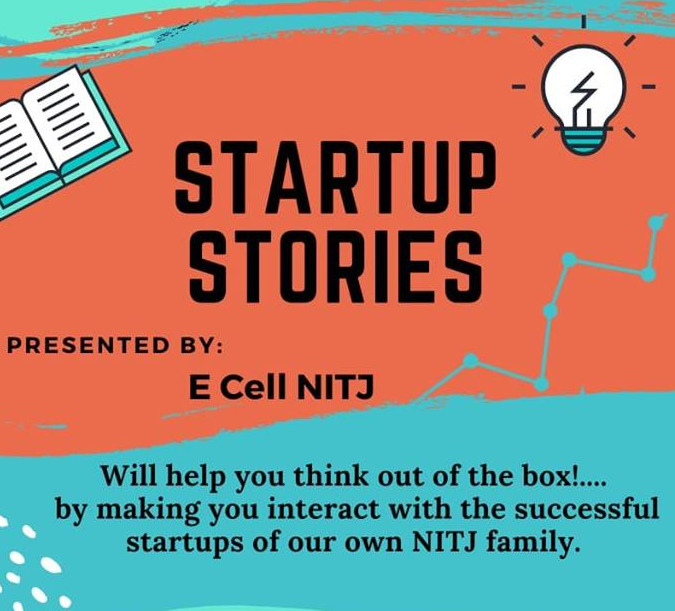 STARTUP
STORIES
PRESENTED BY:
E Cell NITJ
Will help you think out of the box!....
by making you interact with the successful
startups of our own NITJ family.